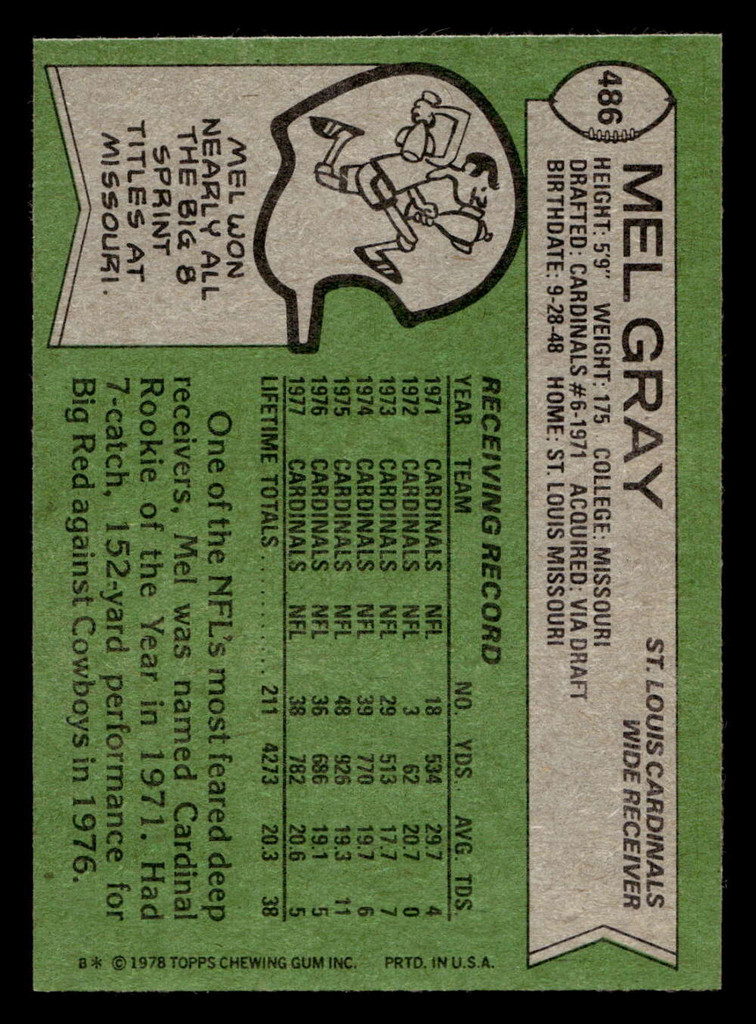 486
MEL GRAY
ST. LOUIS CARDINALS
WIDE RECEIVER
HEIGHT: 5'9" WEIGHT: 175 COLLEGE: MISSOURI
DRAFTED: CARDINALS #6-1971 ACQUIRED: VIA DRAFT
BIRTHDATE: 9-28-48 HOME: ST. LOUIS MISSOURI
MEL WON
NEARLY ALL
THE BIG 8
SPRINT
TITLES AT
MISSOURI.
RECEIVING RECORD
YEAR TEAM NO. YDS. AVG. TDS.
1971 CARDINALS NFL 18 534 29.7 4
1972 CARDINALS NFL 3 62 20.7 0
1973 CARDINALS NFL 29 513 17.7 7
1974 CARDINALS NFL 39 770 19.7 6
1975 CARDINALS NFL 48 926 19.3 11
1976 CARDINALS NFL 36 686 19.1 5
1977 CARDINALS NFL 38 782 20.6 5
LIFETIME TOTALS . . . . . . . . . . . 211 4273 20.3 38
One of the NFL's most feared deep
receivers, Mel was named Cardinal
Rookie of the Year in 1971. Had
7-catch, 152-yard performance for
Big Red against Cowboys in 1976.
B* © 1978 TOPPS CHEWING GUM INC. PRTD. IN U.S.A.